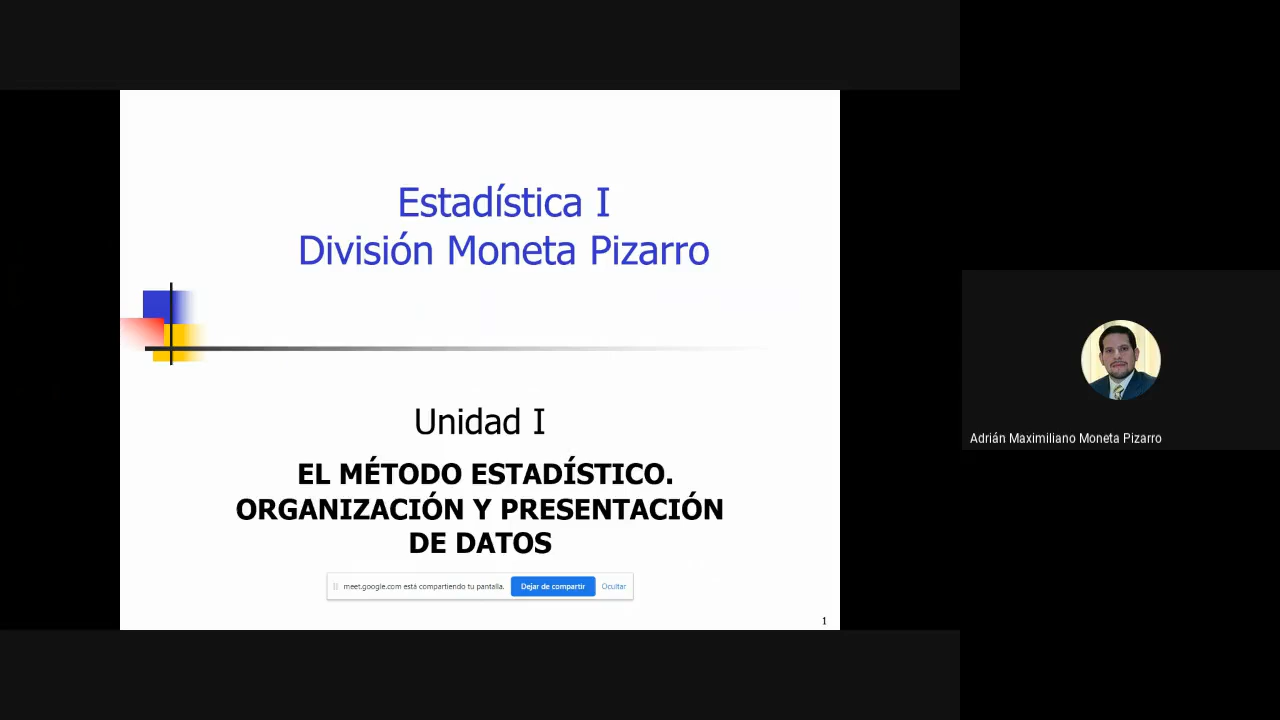 Estadística I
División Moneta Pizarro
Unidad I
EL MÉTODO ESTADÍSTICO.
ORGANIZACIÓN Y PRESENTACIÓN
DE DATOS
meet.google.com está compartiendo tu pantalla. Dejar de compartir Ocultar
1
Adrián Maximiliano Moneta Pizarro